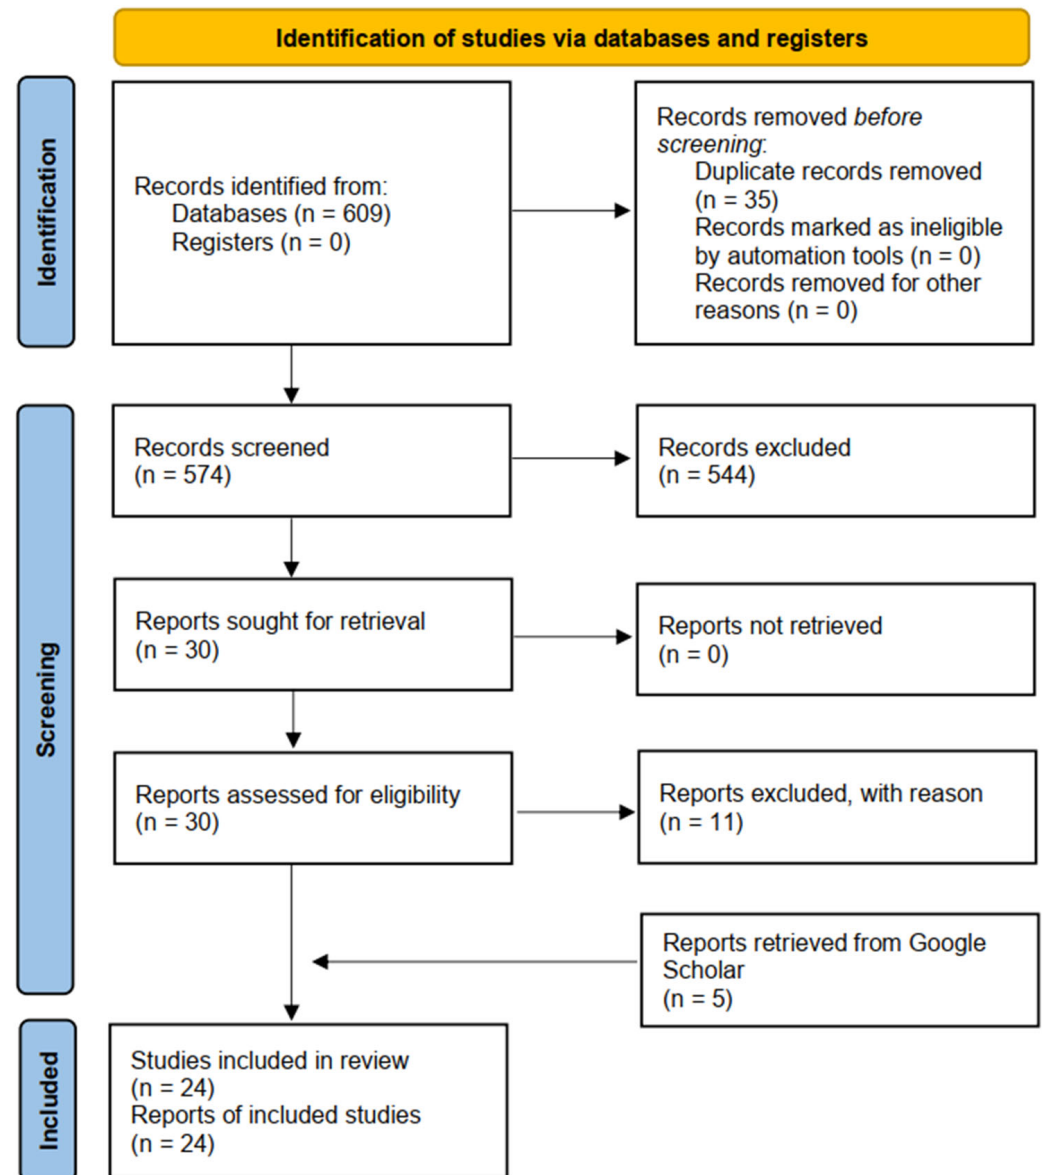 Identification of studies via databases and registers
Identification
Records identified from:
Databases (n = 609)
Registers (n = 0)
Records removed before
screening:
Duplicate records removed
(n = 35)
Records marked as ineligible
by automation tools (n = 0)
Records removed for other
reasons (n = 0)
Screening
Records screened
(n = 574)
Records excluded
(n = 544)
Reports sought for retrieval
(n = 30)
Reports not retrieved
(n = 0)
Reports assessed for eligibility
(n = 30)
Reports excluded, with reason
(n = 11)
Reports retrieved from Google
Scholar
(n = 5)
Included
Studies included in review
(n = 24)
Reports of included studies
(n = 24)